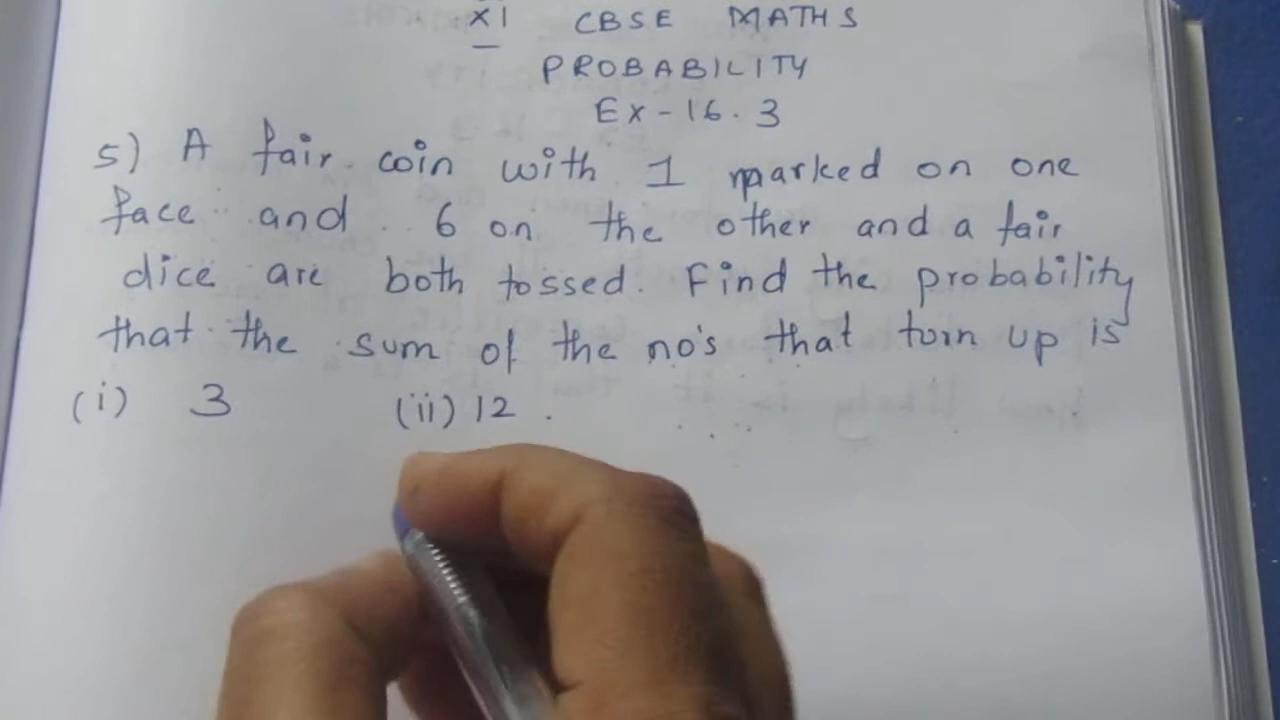 XI CBSE MATHS
PROBABILITY
EX-16.3
5) A fair coin with 1 marked on one
face and 6 on the other and a fair
dice are both tossed. Find the probability
that the sum of the no's that turn up is
(i) 3 (ii) 12.